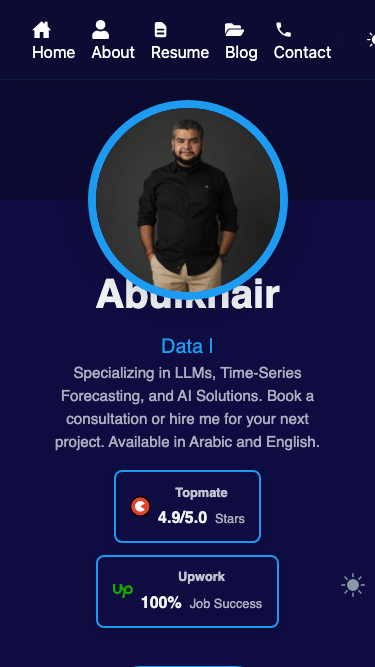 Home About Resume Blog Contact
Abulkhair
Data |
Specializing in LLMs, Time-Series
Forecasting, and AI Solutions. Book a
consultation or hire me for your next
project. Available in Arabic and English.
Topmate
4.9/5.0 Stars
Up
Upwork
100% Job Success